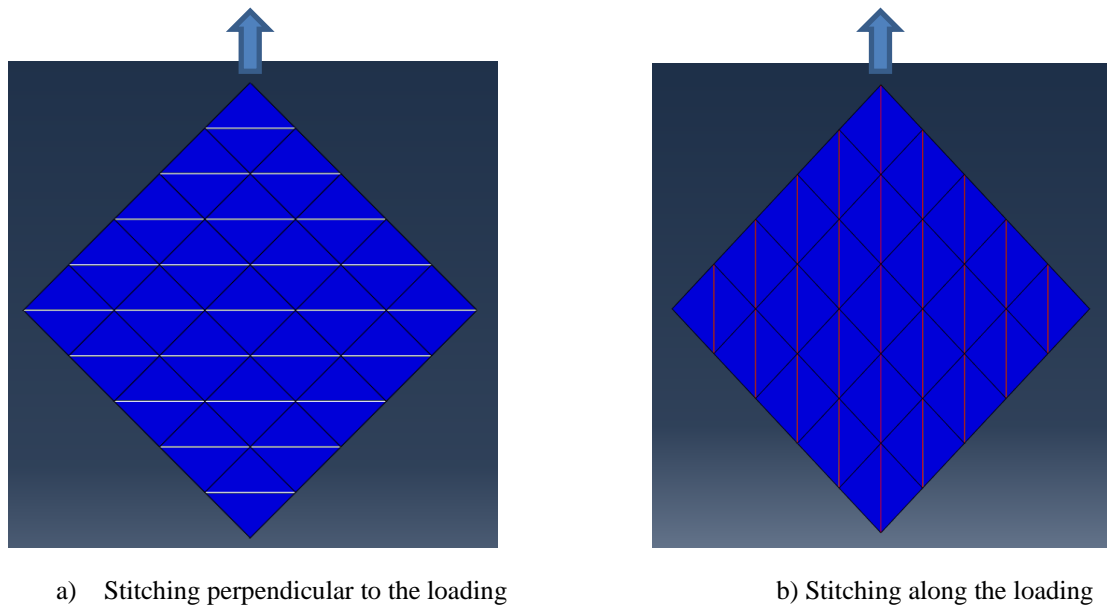 a) Stitching perpendicular to the loading
b) Stitching along the loading